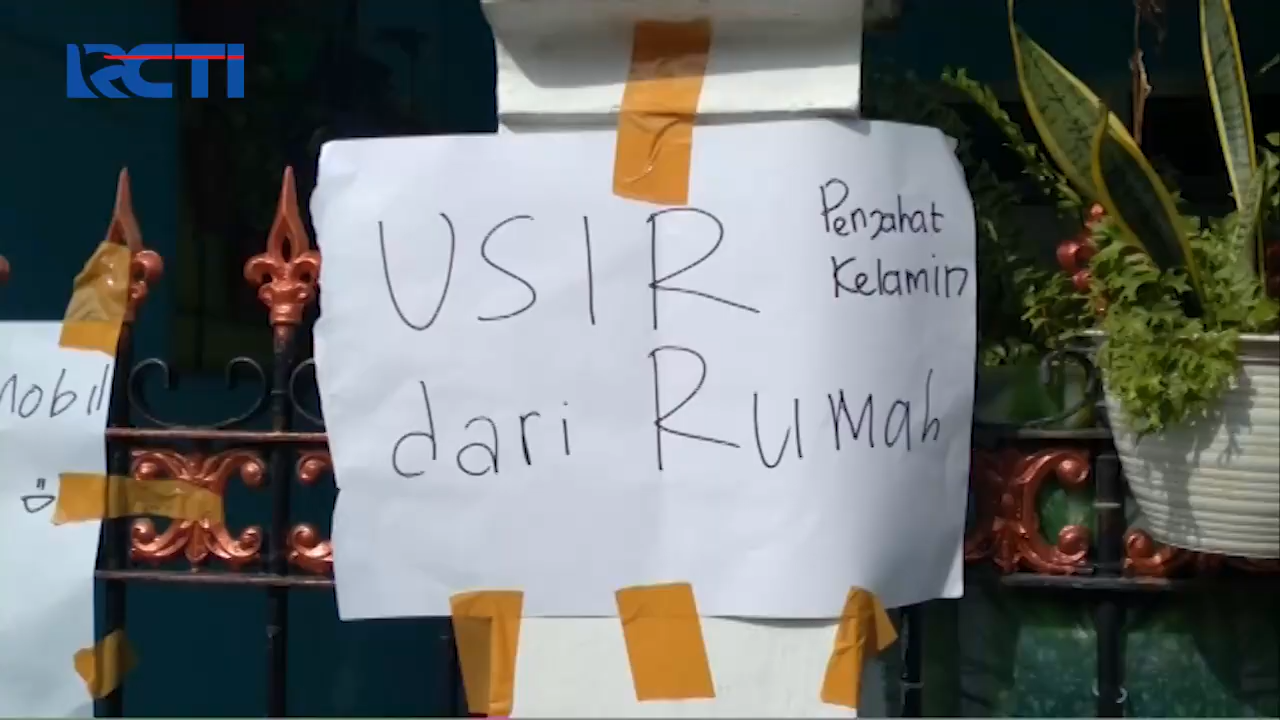 RCTI
USIR
Penjahat
Kelamin
dari Rumah
mobil